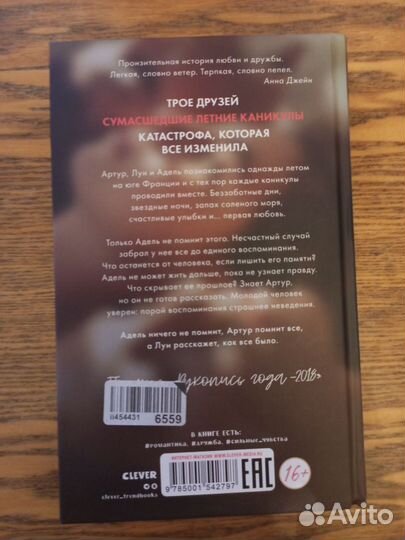 Пронзительная история любви и дружбы.
Легкая, словно ветер. Терпкая, словно пепел.
Анна Джейн
ТРОЕ ДРУЗЕЙ
СУМАСШЕДШИЕ ЛЕТНИЕ КАНИКУЛЫ
КАТАСТРОФА, КОТОРАЯ
ВСЕ ИЗМЕНИЛА
Артур, Луи и Адель познакомились однажды летом
на юге Франции и с тех пор каждые каникулы
проводили вместе. Беззаботные дни,
звездные ночи, запах соленого моря,
счастливые улыбки и... первая любовь.
Только Адель не помнит этого. Несчастный случай
забрал у нее все до единого воспоминания.
Что останется от человека, если лишить его памяти?
Адель не может жить дальше, пока не узнает правду.
Что скрывает ее прошлое? Знает Артур,
но он не готов рассказать. Молодой человек
уверен: порой воспоминания страшнее неведения.
Адель ничего не помнит, Артур помнит все,
а Луи расскажет, как все было.
Рукопись года-2018»
8454431 6559
В КНИГЕ ЕСТЬ:
#романтика, #дружба, #сильные_чувства
ИНТЕРНЕТ-МАГАЗИН WWW.CLEVER-MEDIA.RU
CLEVER
clever_trendbooks
9 785001 542797
ЕАС
16+
Avito